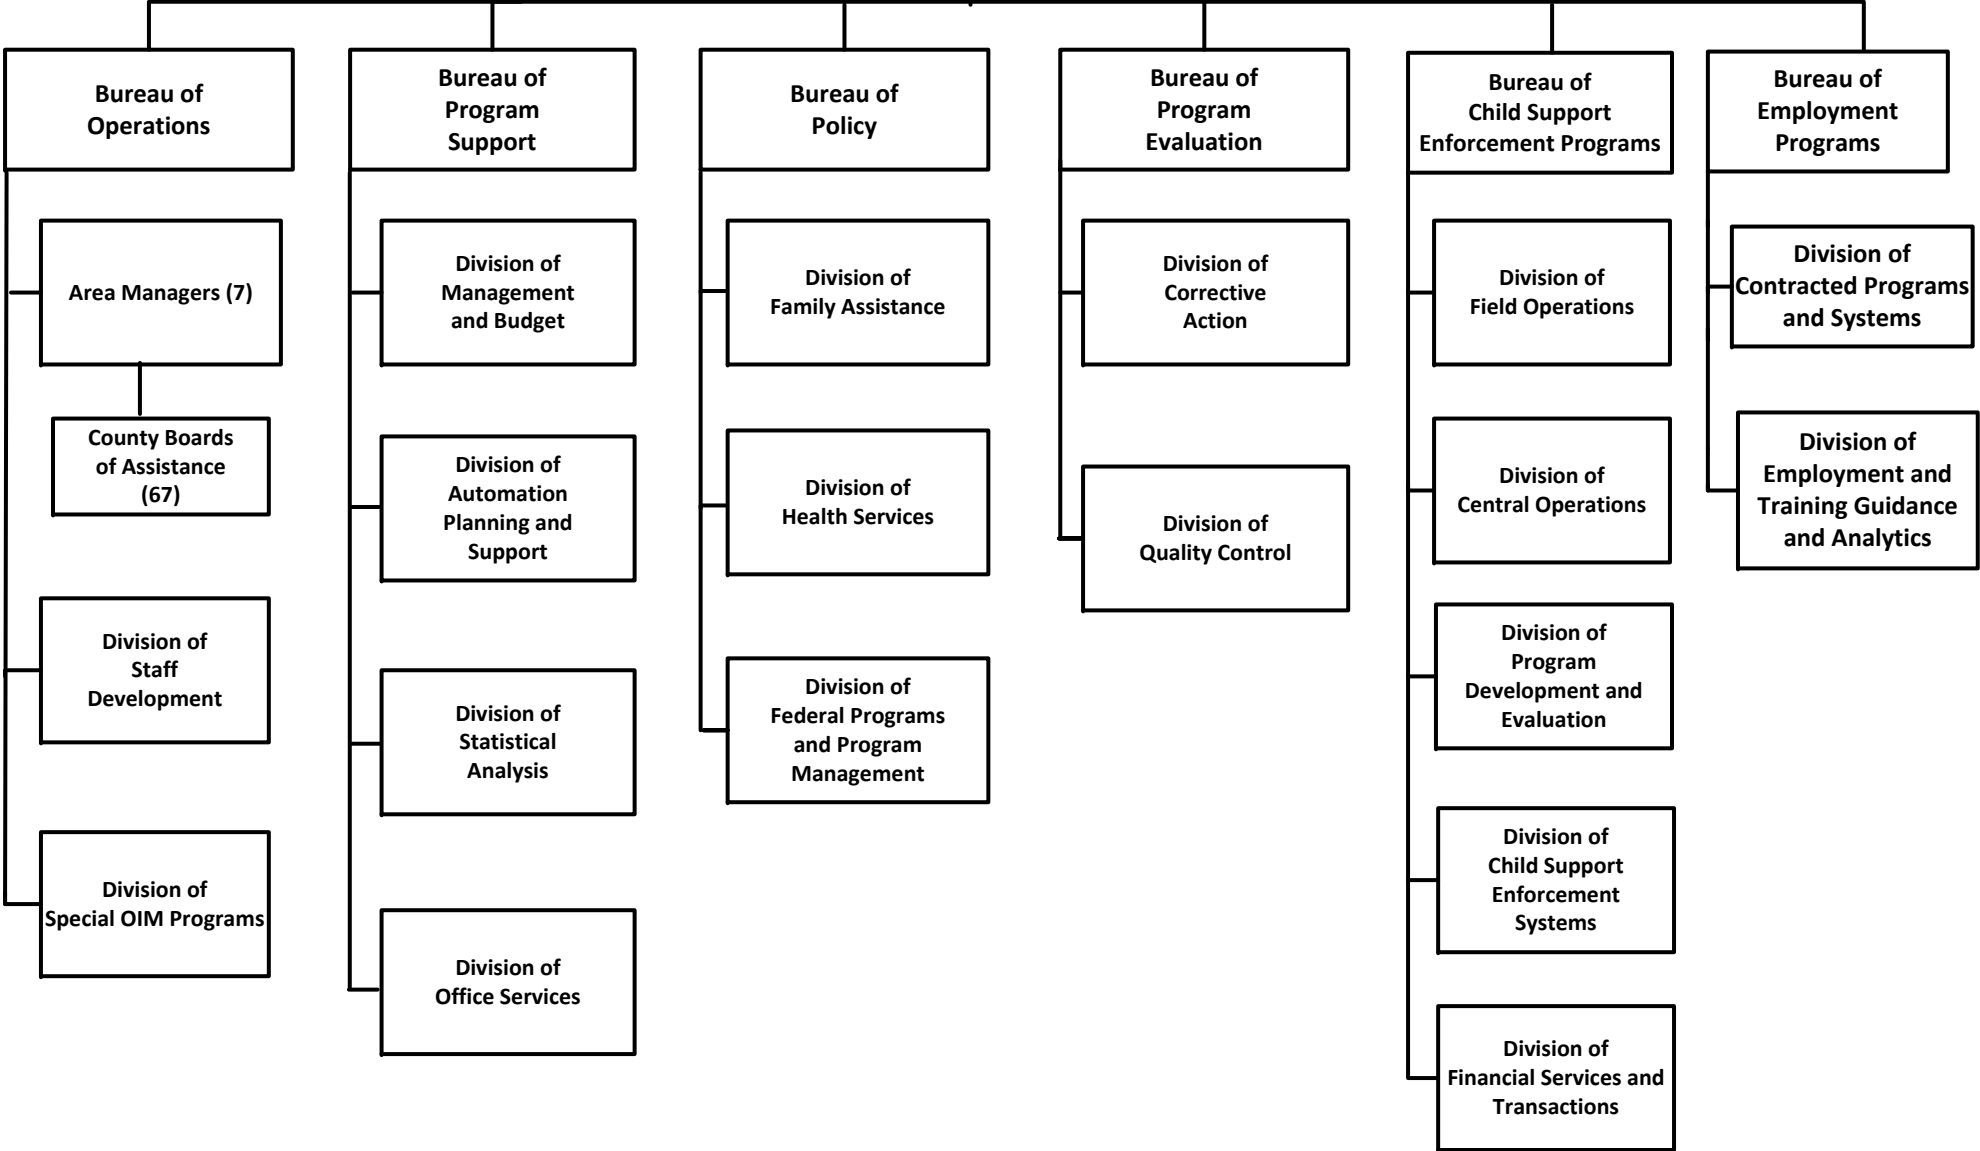 Bureau of
Operations
Bureau of
Program
Support
Bureau of
Policy
Bureau of
Program
Evaluation
Bureau of
Child Support
Enforcement Programs
Bureau of
Employment
Programs
Area Managers (7)
County Boards
of Assistance
(67)
Division of
Staff
Development
Division of
Special OIM Programs
Division of
Management
and Budget
Division of
Automation
Planning and
Support
Division of
Statistical
Analysis
Division of
Office Services
Division of
Family Assistance
Division of
Health Services
Division of
Federal Programs
and Program
Management
Division of
Corrective
Action
Division of
Quality Control
Division of
Field Operations
Division of
Central Operations
Division of
Program
Development and
Evaluation
Division of
Child Support
Enforcement
Systems
Division of
Financial Services and
Transactions
Division of
Contracted Programs
and Systems
Division of
Employment and
Training Guidance
and Analytics